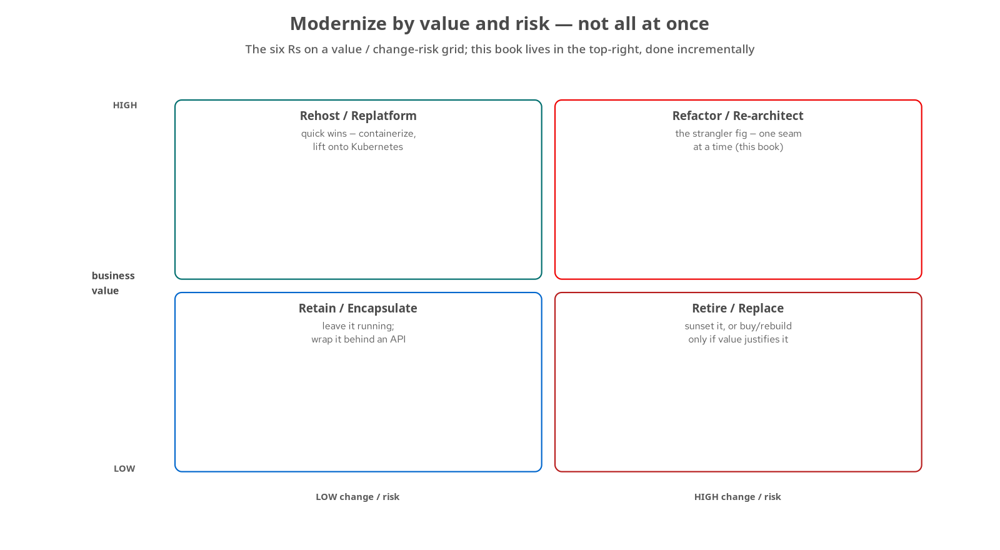 Modernize by value and risk — not all at once
The six Rs on a value / change-risk grid; this book lives in the top-right, done incrementally
HIGH
Rehost / Replatform
quick wins — containerize,
lift onto Kubernetes
Refactor / Re-architect
the strangler fig — one seam
at a time (this book)
business
value
Retain / Encapsulate
leave it running;
wrap it behind an API
Retire / Replace
sunset it, or buy/rebuild
only if value justifies it
LOW
LOW change / risk
HIGH change / risk